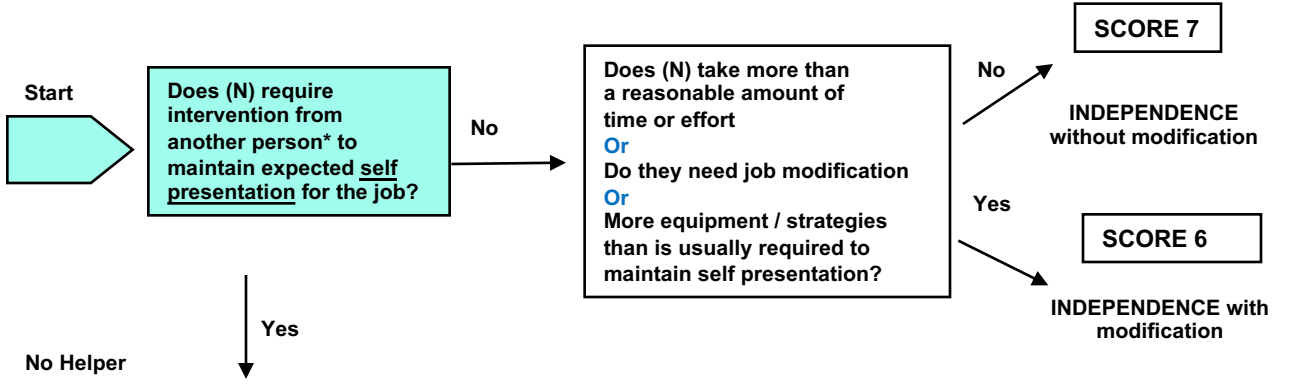 Start
Does (N) require
intervention from
another person* to
maintain expected self
presentation for the job?
No
Does (N) take more than
a reasonable amount of
time or effort
Or
Do they need job modification
Or
More equipment / strategies
than is usually required to
maintain self presentation?
No
SCORE 7
INDEPENDENCE
without modification
Yes
SCORE 6
INDEPENDENCE with
modification
Yes
No Helper